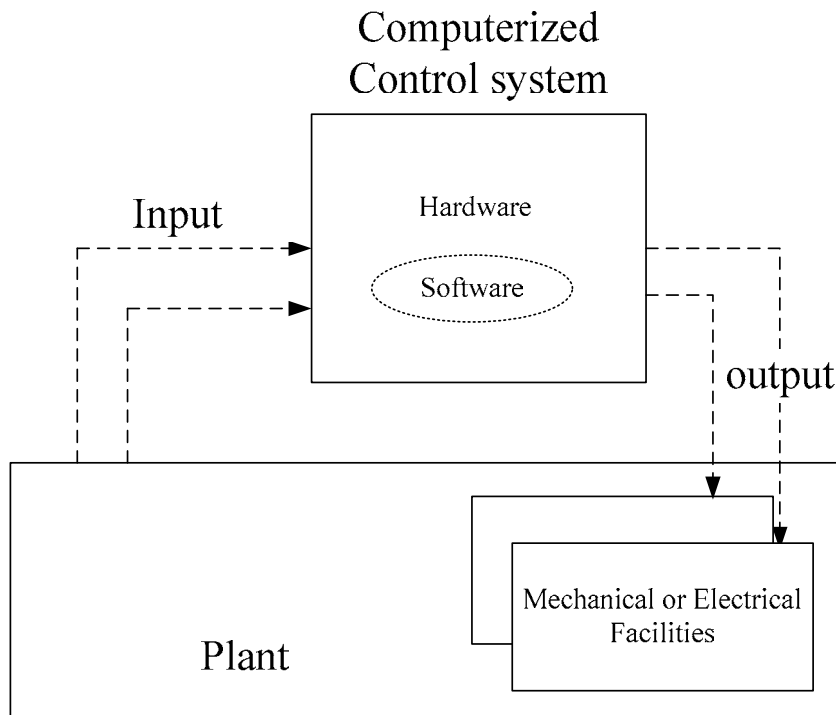 Computerized
Control system
Input
Hardware
Software
output
Mechanical or Electrical
Facilities
Plant